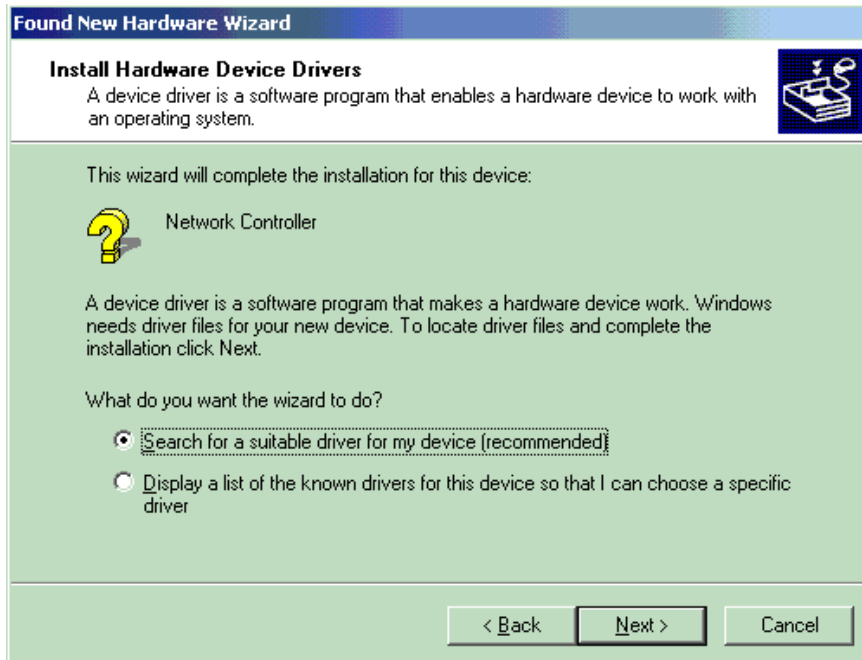 Found New Hardware Wizard
Install Hardware Device Drivers
A device driver is a software program that enables a hardware device to work with
an operating system.
This wizard will complete the installation for this device:
Network Controller
A device driver is a software program that makes a hardware device work. Windows
needs driver files for your new device. To locate driver files and complete the
installation click Next.
What do you want the wizard to do?
Search for a suitable driver for my device (recommended)
Display a list of the known drivers for this device so that I can choose a specific
driver
< Back
Next >
Cancel